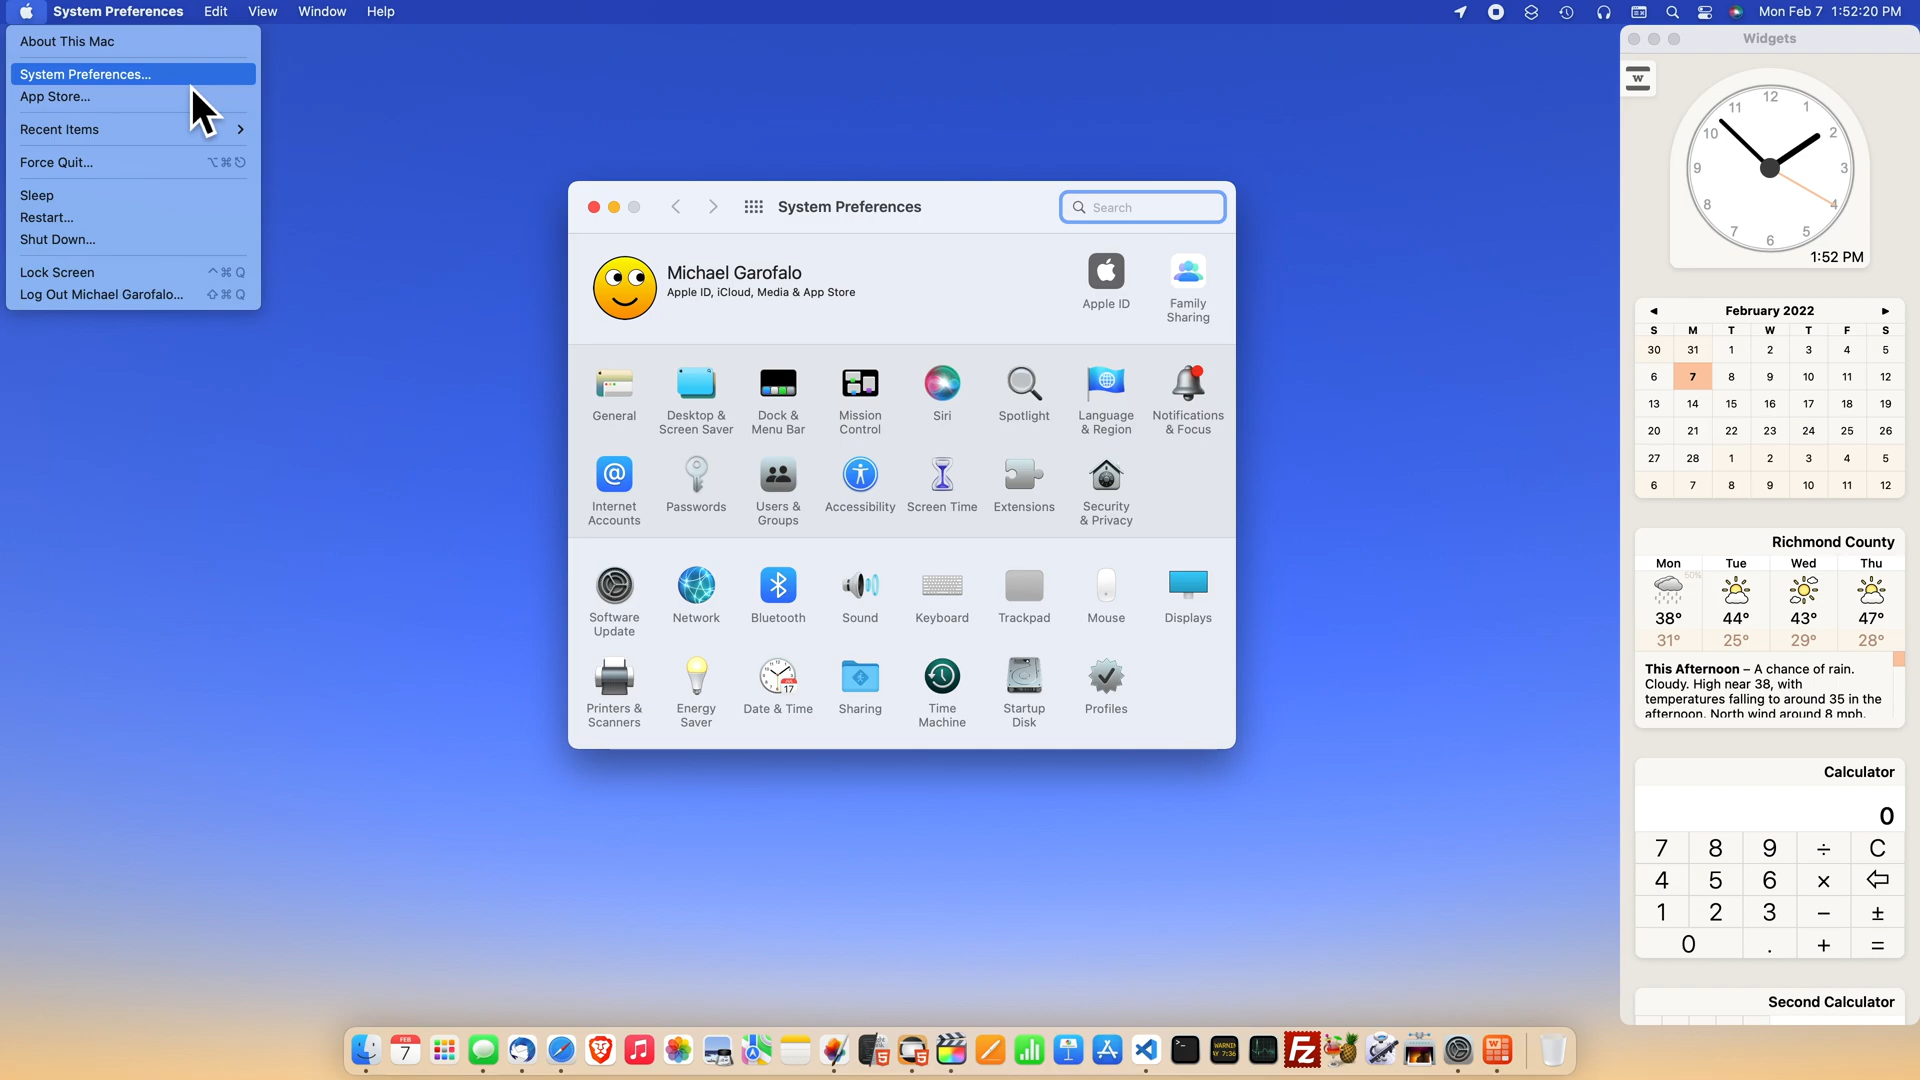 System Preferences Edit View Window Help
Mon Feb 7 1:52:20 PM
About This Mac
System Preferences...
App Store...
Recent Items
Force Quit... ⌥⌘⎋
Sleep
Restart...
Shut Down...
Lock Screen ^⌘Q
Log Out Michael Garofalo... ⇧⌘Q
System Preferences
Search
Michael Garofalo
Apple ID, iCloud, Media & App Store
Apple ID
Family
Sharing
General
Desktop &
Screen Saver
Dock &
Menu Bar
Mission
Control
Siri
Spotlight
Language
& Region
Notifications
& Focus
Internet
Accounts
Passwords
Users &
Groups
Accessibility
Screen Time
Extensions
Security
& Privacy
Software
Update
Network
Bluetooth
Sound
Keyboard
Trackpad
Mouse
Displays
Printers &
Scanners
Energy
Saver
17
Date & Time
Sharing
Time
Machine
Startup
Disk
Profiles
Widgets
W
12
11 1
10 2
9 3
8 4
7 5
6
1:52 PM
February 2022
S M T W T F S
30 31 1 2 3 4 5
6 7 8 9 10 11 12
13 14 15 16 17 18 19
20 21 22 23 24 25 26
27 28 1 2 3 4 5
6 7 8 9 10 11 12
Richmond County
Mon Tue Wed Thu
50%
38° 44° 43° 47°
31° 25° 29° 28°
This Afternoon – A chance of rain.
Cloudy. High near 38, with
temperatures falling to around 35 in the
afternoon. North wind around 8 mph.
Calculator
0
7 8 9 ÷ C
4 5 6 ×
1 2 3 − ±
0 . + =
Second Calculator
FEB
7